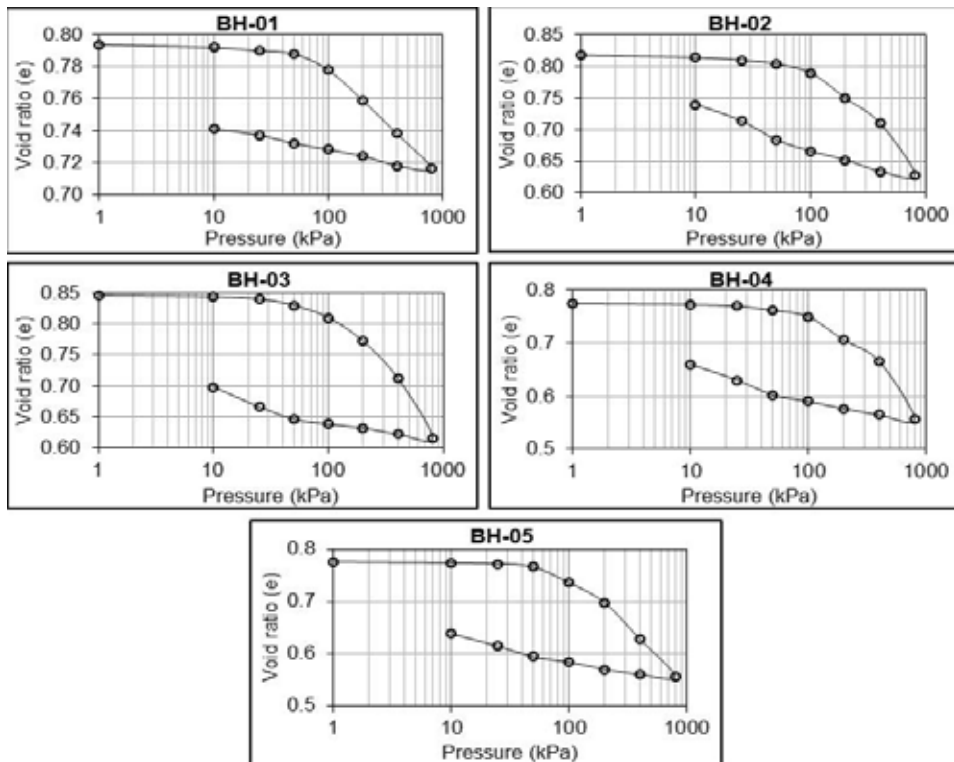 BH-01
Void ratio (e)
0.80
0.78
0.76
0.74
0.72
0.70
1 10 100 1000
Pressure (kPa)
BH-02
Void ratio (e)
0.85
0.80
0.75
0.70
0.65
0.60
1 10 100 1000
Pressure (kPa)
BH-03
Void ratio (e)
0.85
0.80
0.75
0.70
0.65
0.60
1 10 100 1000
Pressure (kPa)
BH-04
Void ratio (e)
0.8
0.7
0.6
0.5
1 10 100 1000
Pressure (kPa)
BH-05
Void ratio (e)
0.8
0.7
0.6
0.5
1 10 100 1000
Pressure (kPa)